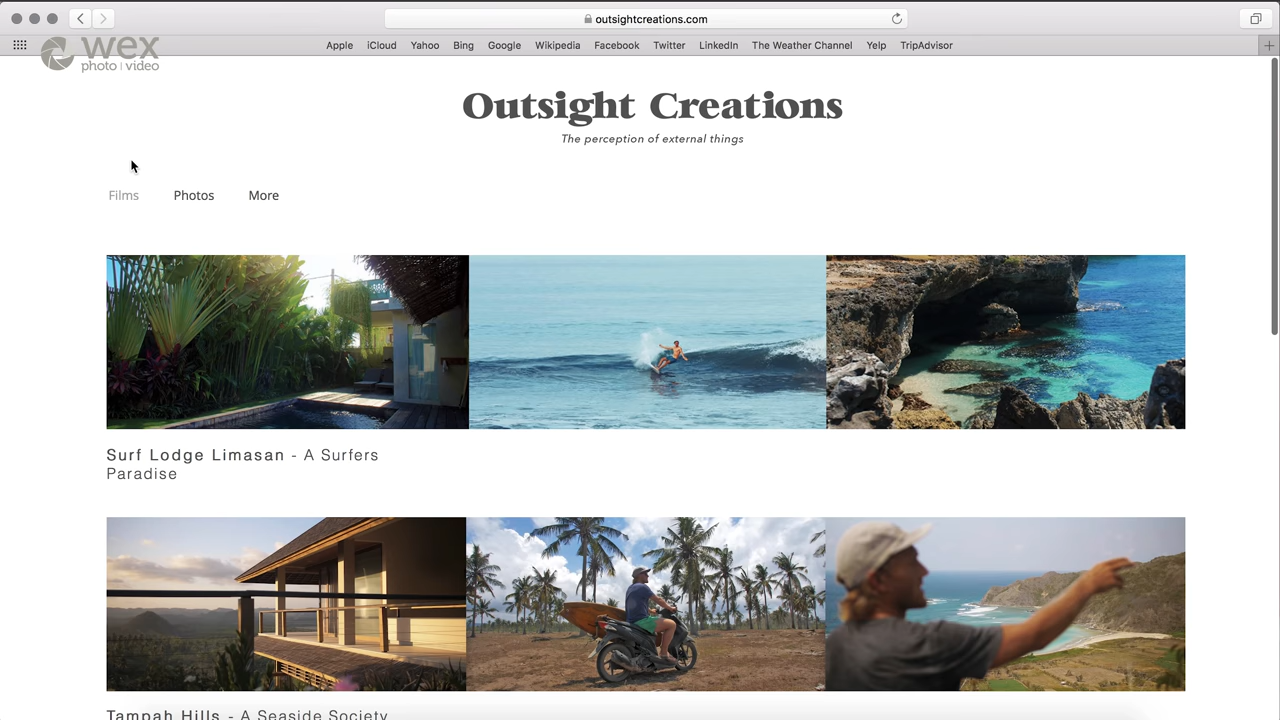 outsightcreations.com
wex
photo | video
Apple iCloud Yahoo Bing Google Wikipedia Facebook Twitter LinkedIn The Weather Channel Yelp TripAdvisor
Outsight Creations
The perception of external things
Films Photos More
Surf Lodge Limasan - A Surfers
Paradise
Tampah Hills - A Seaside Society